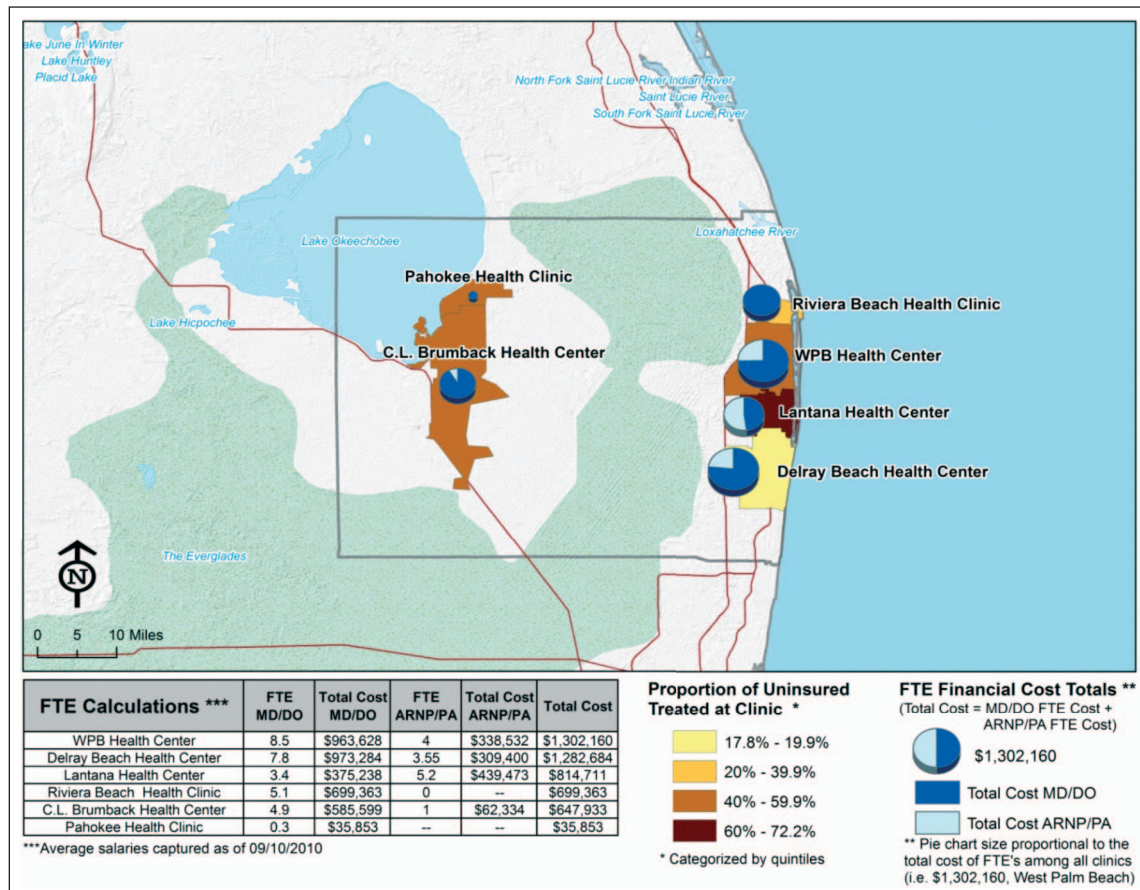 ake June In Winter
Lake Huntley
Placid Lake
North Fork Saint Lucie River Indian River
Saint Lucie River
South Fork Saint Lucie River
Loxahatchee River
Lake Okeechobee
Pahokee Health Clinic
Riviera Beach Health Clinic
Lake Hicpochee
C.L. Brumback Health Center
WPB Health Center
Lantana Health Center
Delray Beach Health Center
The Everglades
N
0 5 10 Miles
FTE Calculations *** FTE MD/DO Total Cost MD/DO FTE ARNP/PA Total Cost ARNP/PA Total Cost
WPB Health Center 8.5 $963,628 4 $338,532 $1,302,160
Delray Beach Health Center 7.8 $973,284 3.55 $309,400 $1,282,684
Lantana Health Center 3.4 $375,238 5.2 $439,473 $814,711
Riviera Beach Health Clinic 5.1 $699,363 0 -- $699,363
C.L. Brumback Health Center 4.9 $585,599 1 $62,334 $647,933
Pahokee Health Clinic 0.3 $35,853 -- -- $35,853
***Average salaries captured as of 09/10/2010
Proportion of Uninsured
Treated at Clinic *
17.8% - 19.9%
20% - 39.9%
40% - 59.9%
60% - 72.2%
* Categorized by quintiles
FTE Financial Cost Totals **
(Total Cost = MD/DO FTE Cost +
ARNP/PA FTE Cost)
$1,302,160
Total Cost MD/DO
Total Cost ARNP/PA
** Pie chart size proportional to the
total cost of FTE's among all clinics
(i.e. $1,302,160, West Palm Beach)